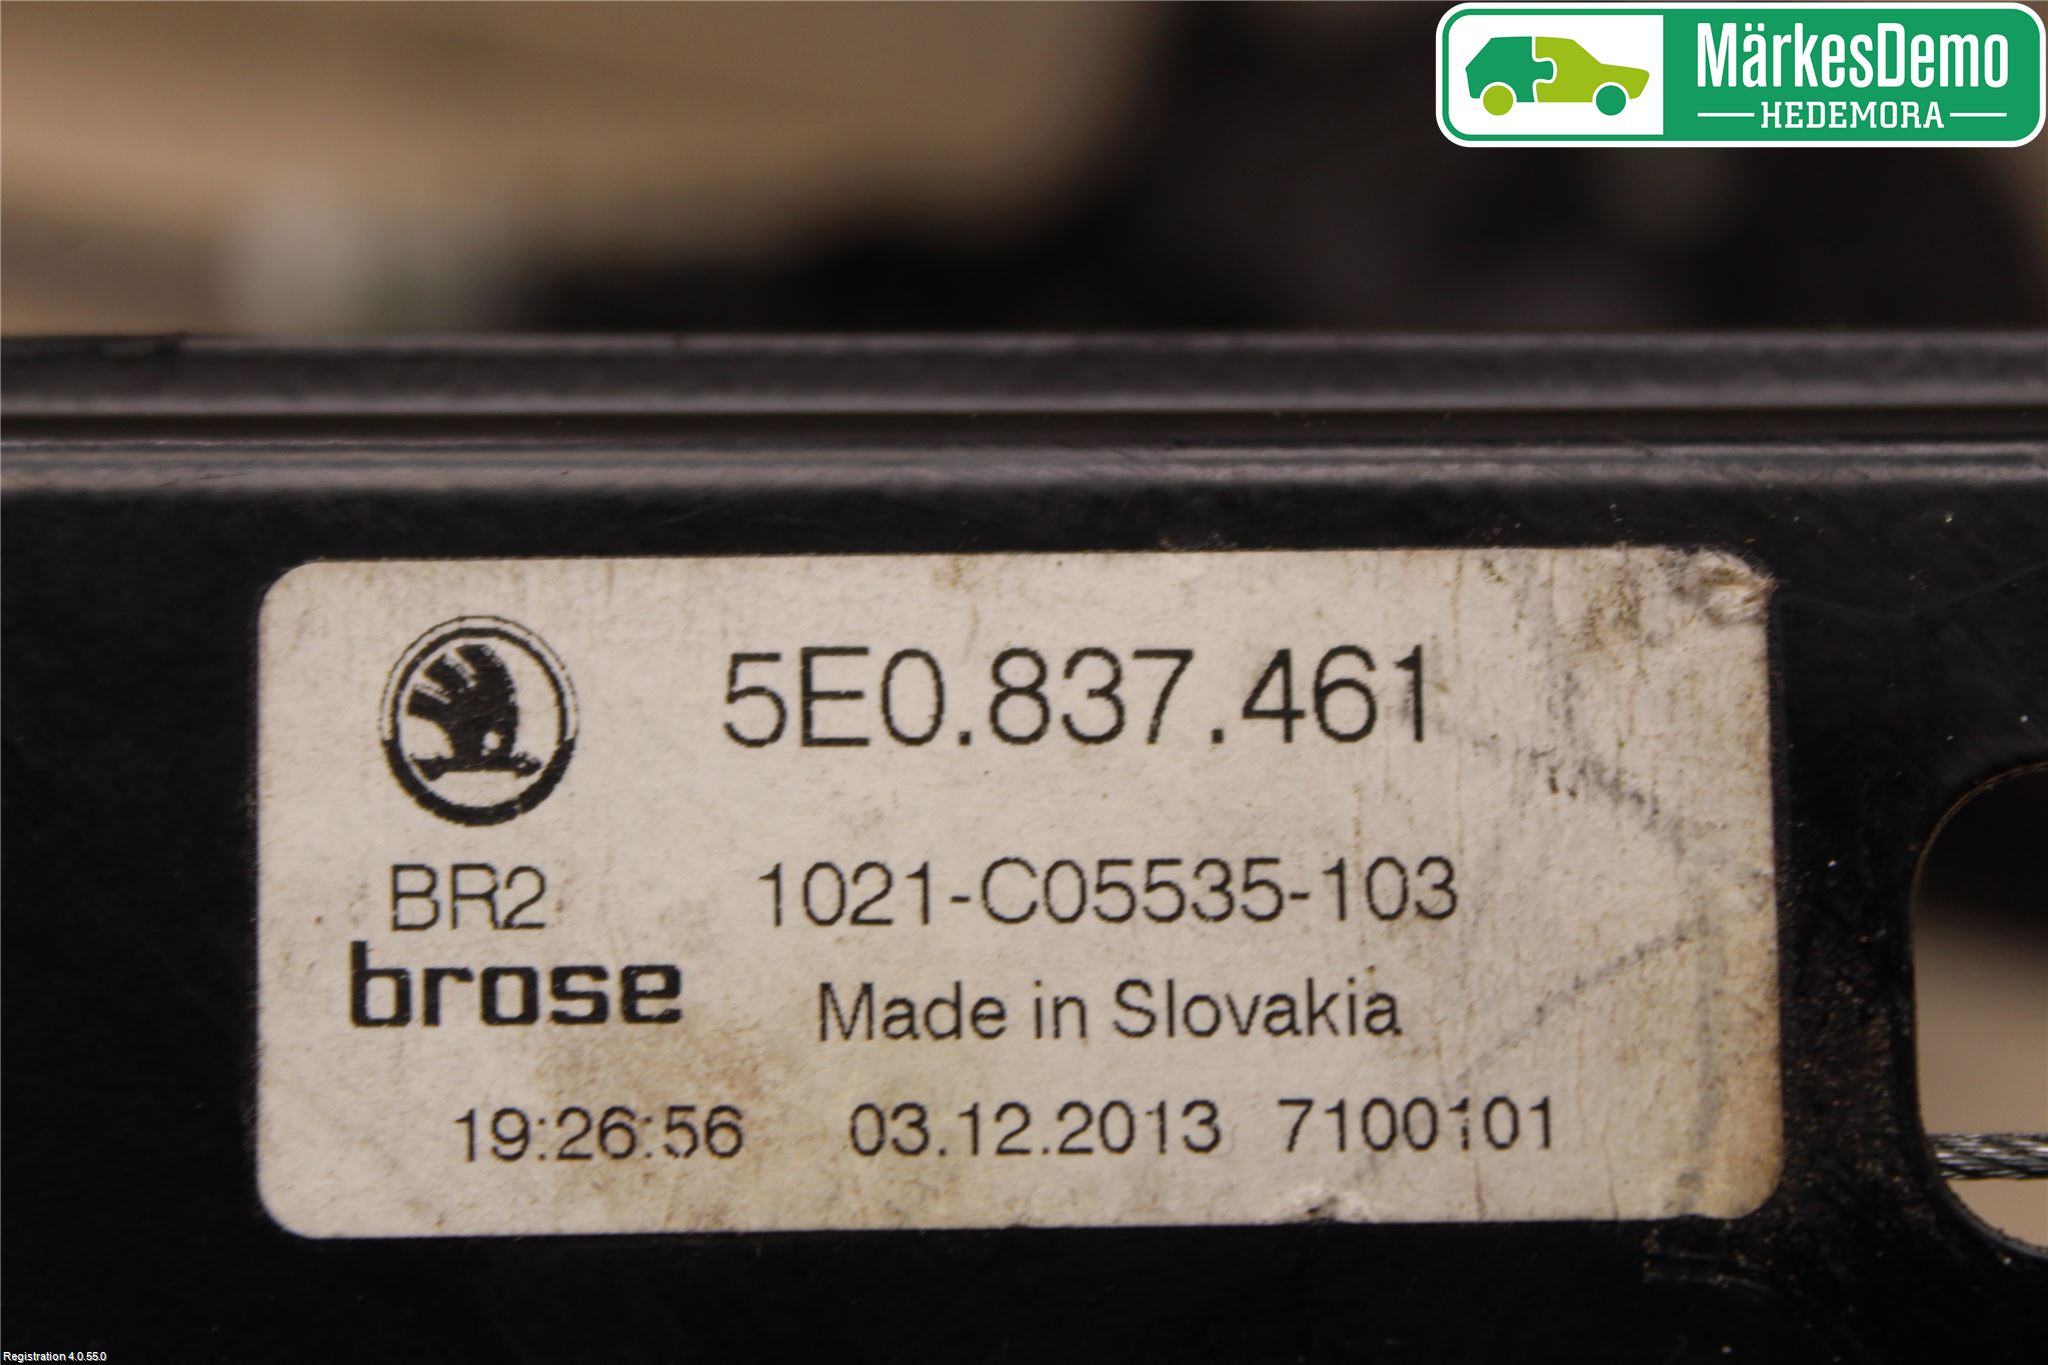 MärkesDemo
HEDEMORA
5E0.837.461
BR2 1021-C05535-103
brose
Made in Slovakia
19:26:56 03.12.2013 7100101
Registration 4.0.55.0